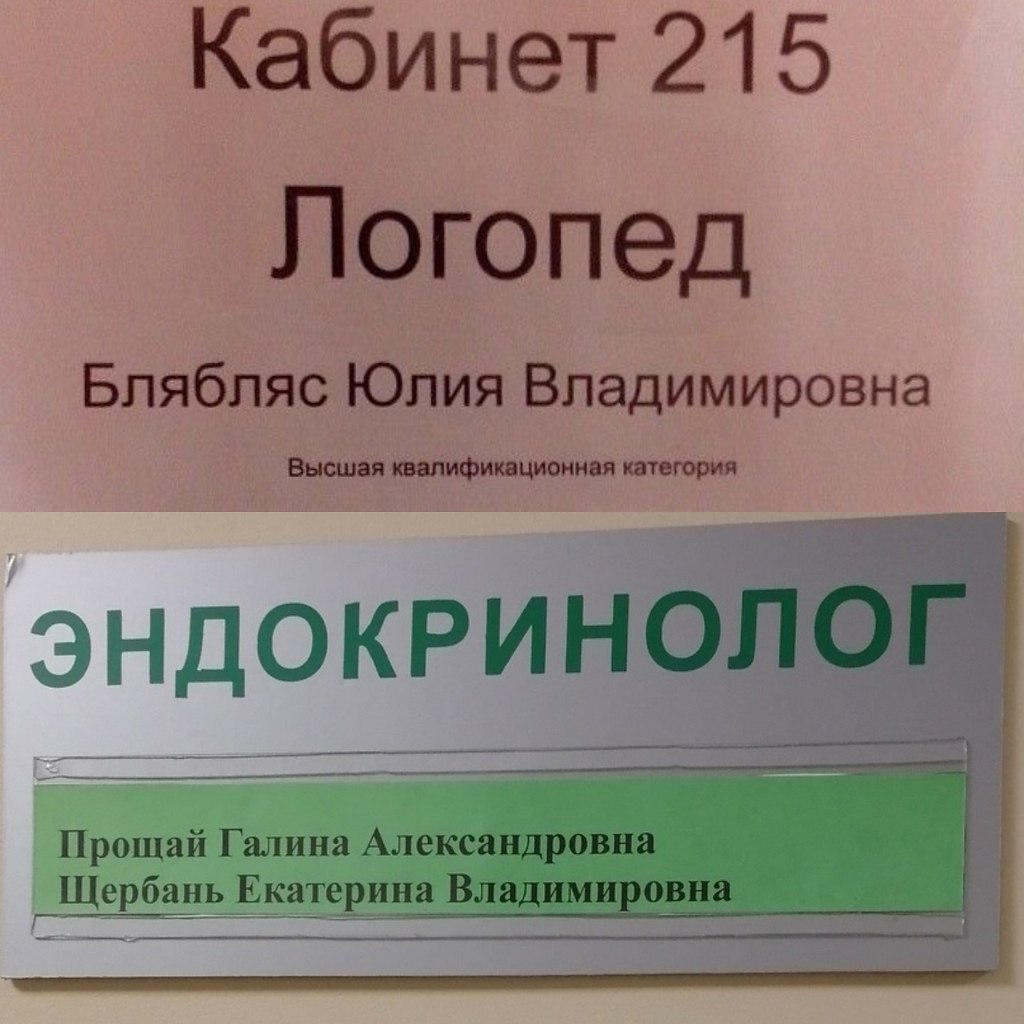 Кабинет 215
Логопед
Блябляс Юлия Владимировна
Высшая квалификационная категория
ЭНДОКРИНОЛОГ
Прощай Галина Александровна
Щербань Екатерина Владимировна